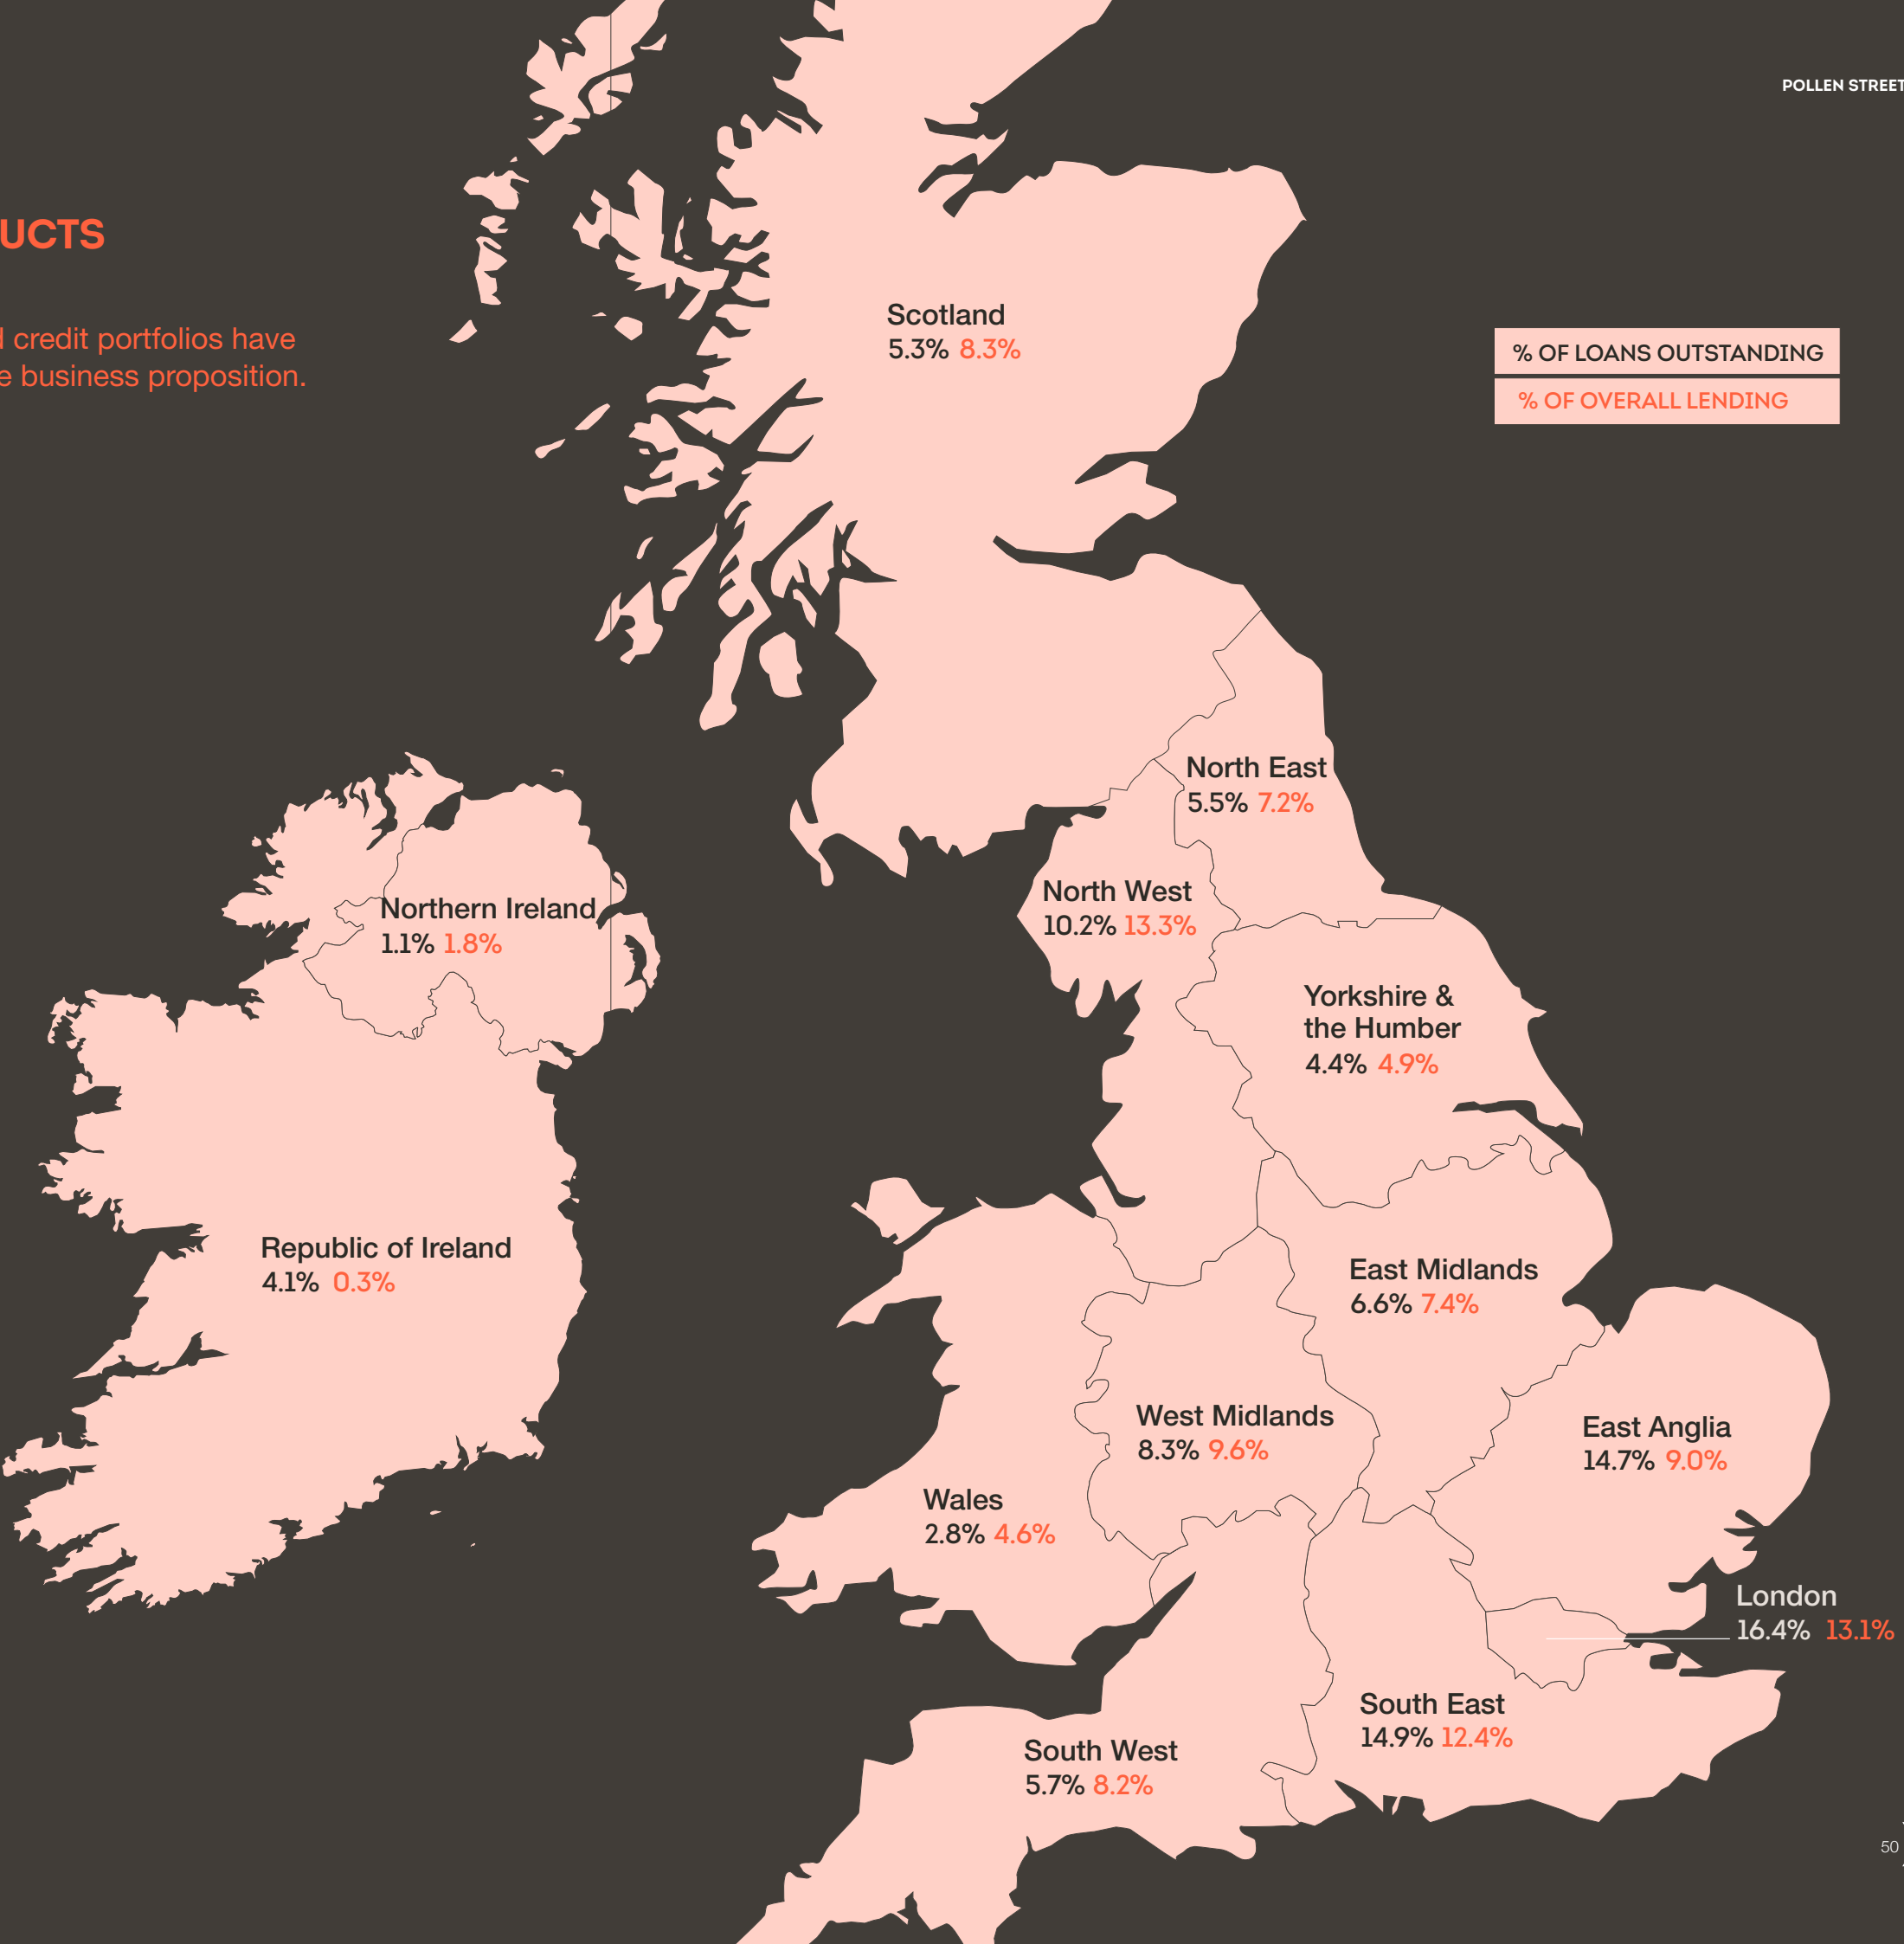 POLLEN STREET
UCTS
credit portfolios have
business proposition.
% OF LOANS OUTSTANDING
% OF OVERALL LENDING
Scotland
5.3% 8.3%
North East
5.5% 7.2%
North West
10.2% 13.3%
Northern Ireland
1.1% 1.8%
Yorkshire &
the Humber
4.4% 4.9%
Republic of Ireland
4.1% 0.3%
East Midlands
6.6% 7.4%
West Midlands
8.3% 9.6%
East Anglia
14.7% 9.0%
Wales
2.8% 4.6%
London
16.4% 13.1%
South East
14.9% 12.4%
South West
5.7% 8.2%
50